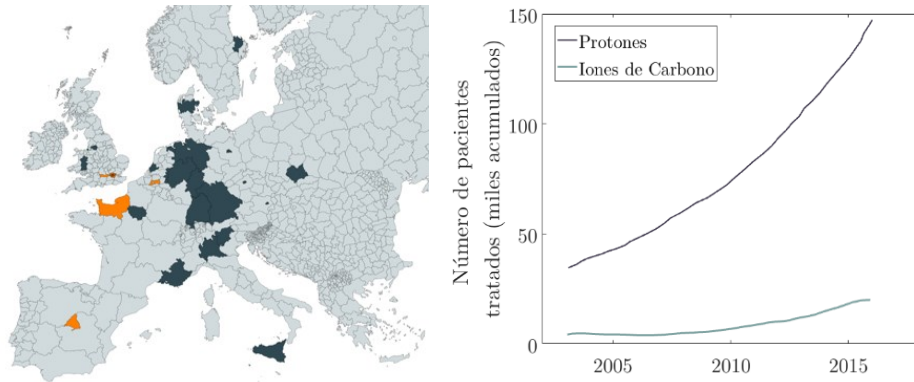 150
100
50
0
Número de pacientes
tratados (miles acumulados)
Protones
Iones de Carbono
2005
2010
2015